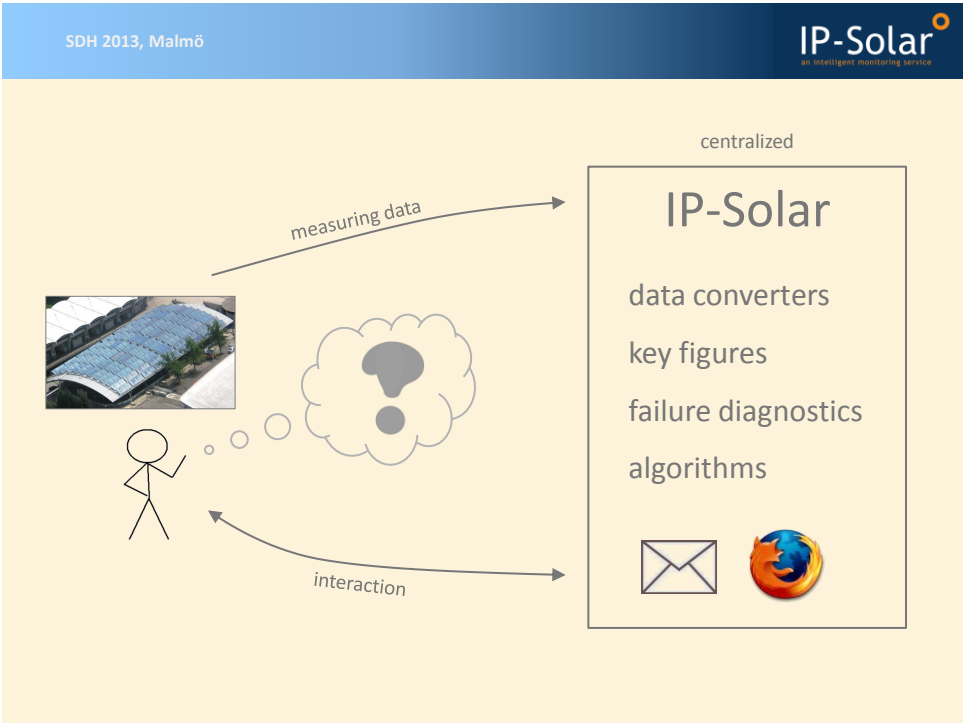 SDH 2013, Malmö
IP-Solar
an intelligent monitoring service
centralized
IP-Solar
measuring data
data converters
key figures
failure diagnostics
algorithms
interaction